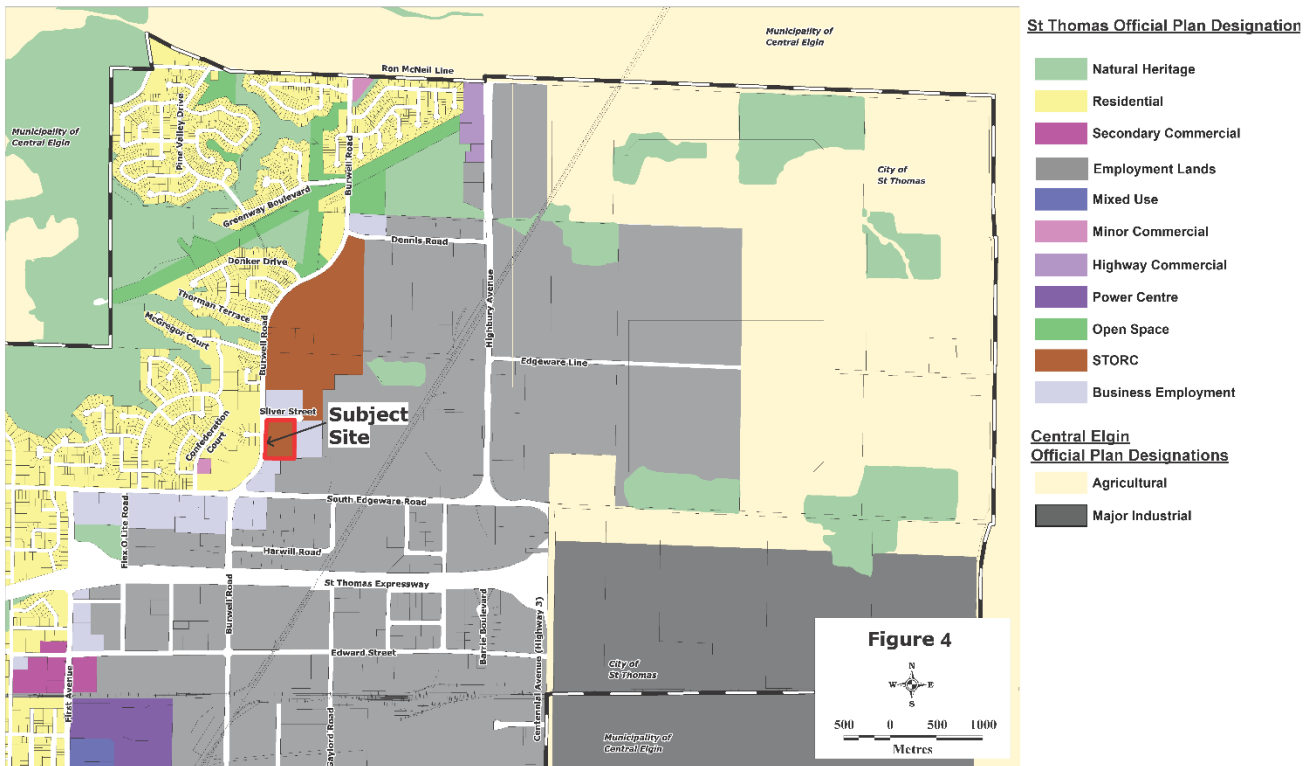 Municipality of
Central Elgin
Ron McNeil Line
Municipality of
Central Elgin
Pine Valley Drive
Burwell Road
City of
St Thomas
Greenway Boulevard
Dennis Road
Donker Drive
Highbury Avenue
Thorman Terrace
McGregor Court
Burwell Road
Edgeware Line
Silver Street
Subject
Site
Confederation
Court
South Edgeware Road
Flex O Lite Road
Harwill Road
St Thomas Expressway
Burwell Road
Barrie Boulevard
Centennial Avenue (Highway 3)
Edward Street
First Avenue
Gaylord Road
City of
St Thomas
Municipality of
Central Elgin
Figure 4
N
W E
S
500 0 500 1000
Metres
St Thomas Official Plan Designation
Natural Heritage
Residential
Secondary Commercial
Employment Lands
Mixed Use
Minor Commercial
Highway Commercial
Power Centre
Open Space
STORC
Business Employment
Central Elgin
Official Plan Designations
Agricultural
Major Industrial